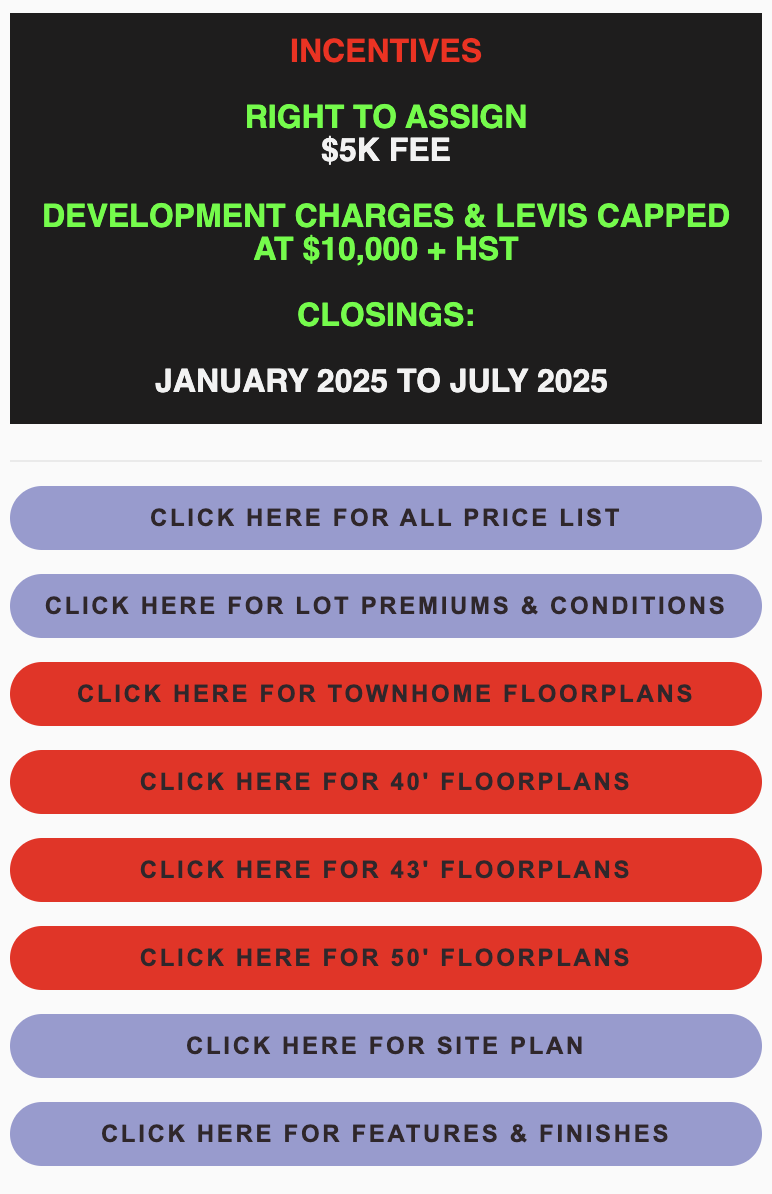 INCENTIVES
RIGHT TO ASSIGN
$5K FEE
DEVELOPMENT CHARGES & LEVIS CAPPED
AT $10,000 + HST
CLOSINGS:
JANUARY 2025 TO JULY 2025
CLICK HERE FOR ALL PRICE LIST
CLICK HERE FOR LOT PREMIUMS & CONDITIONS
CLICK HERE FOR TOWNHOME FLOORPLANS
CLICK HERE FOR 40' FLOORPLANS
CLICK HERE FOR 43' FLOORPLANS
CLICK HERE FOR 50' FLOORPLANS
CLICK HERE FOR SITE PLAN
CLICK HERE FOR FEATURES & FINISHES